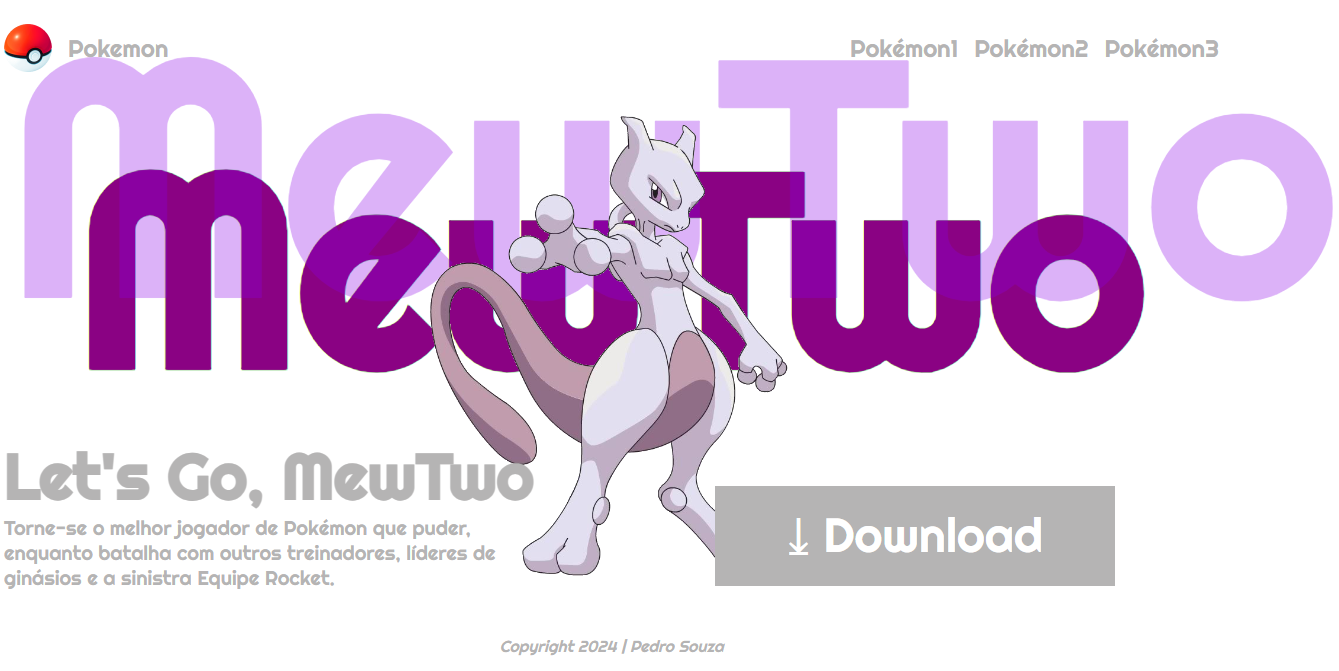 Pokemon
Pokémon1 Pokémon2 Pokémon3
MewTwo
MewTwo
Let's Go, MewTwo
Torne-se o melhor jogador de Pokémon que puder,
enquanto batalha com outros treinadores, líderes de
ginásios e a sinistra Equipe Rocket.
Download
Copyright 2024 | Pedro Souza